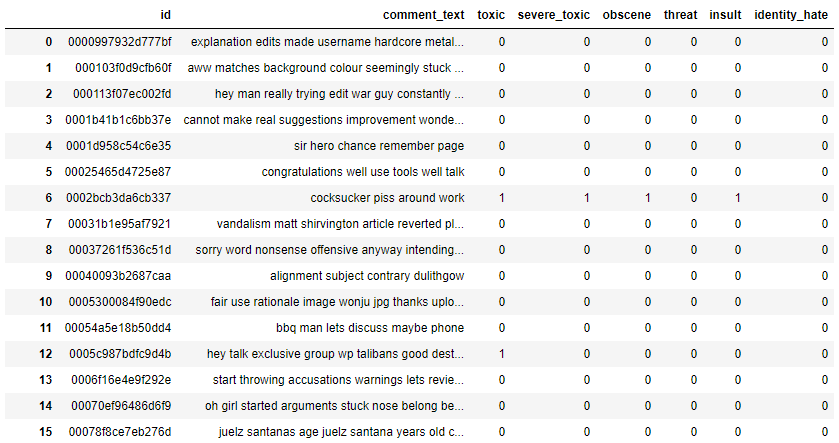 id comment_text toxic severe_toxic obscene threat insult identity_hate
0 0000997932d777bf explanation edits made username hardcore metal... 0 0 0 0 0 0
1 000103f0d9cfb60f aww matches background colour seemingly stuck ... 0 0 0 0 0 0
2 000113f07ec002fd hey man really trying edit war guy constantly ... 0 0 0 0 0 0
3 0001b41b1c6bb37e cannot make real suggestions improvement wonde... 0 0 0 0 0 0
4 0001d958c54c6e35 sir hero chance remember page 0 0 0 0 0 0
5 00025465d4725e87 congratulations well use tools well talk 0 0 0 0 0 0
6 0002bcb3da6cb337 cocksucker piss around work 1 1 1 0 1 0
7 00031b1e95af7921 vandalism matt shirvington article reverted pl... 0 0 0 0 0 0
8 00037261f536c51d sorry word nonsense offensive anyway intending... 0 0 0 0 0 0
9 00040093b2687caa alignment subject contrary dulithgow 0 0 0 0 0 0
10 0005300084f90edc fair use rationale image wonju jpg thanks uplo... 0 0 0 0 0 0
11 00054a5e18b50dd4 bbq man lets discuss maybe phone 0 0 0 0 0 0
12 0005c987bdfc9d4b hey talk exclusive group wp talibans good dest... 1 0 0 0 0 0
13 0006f16e4e9f292e start throwing accusations warnings lets revie... 0 0 0 0 0 0
14 00070ef96486d6f9 oh girl started arguments stuck nose belong be... 0 0 0 0 0 0
15 00078f8ce7eb276d juelz santanas age juelz santana years old c... 0 0 0 0 0 0